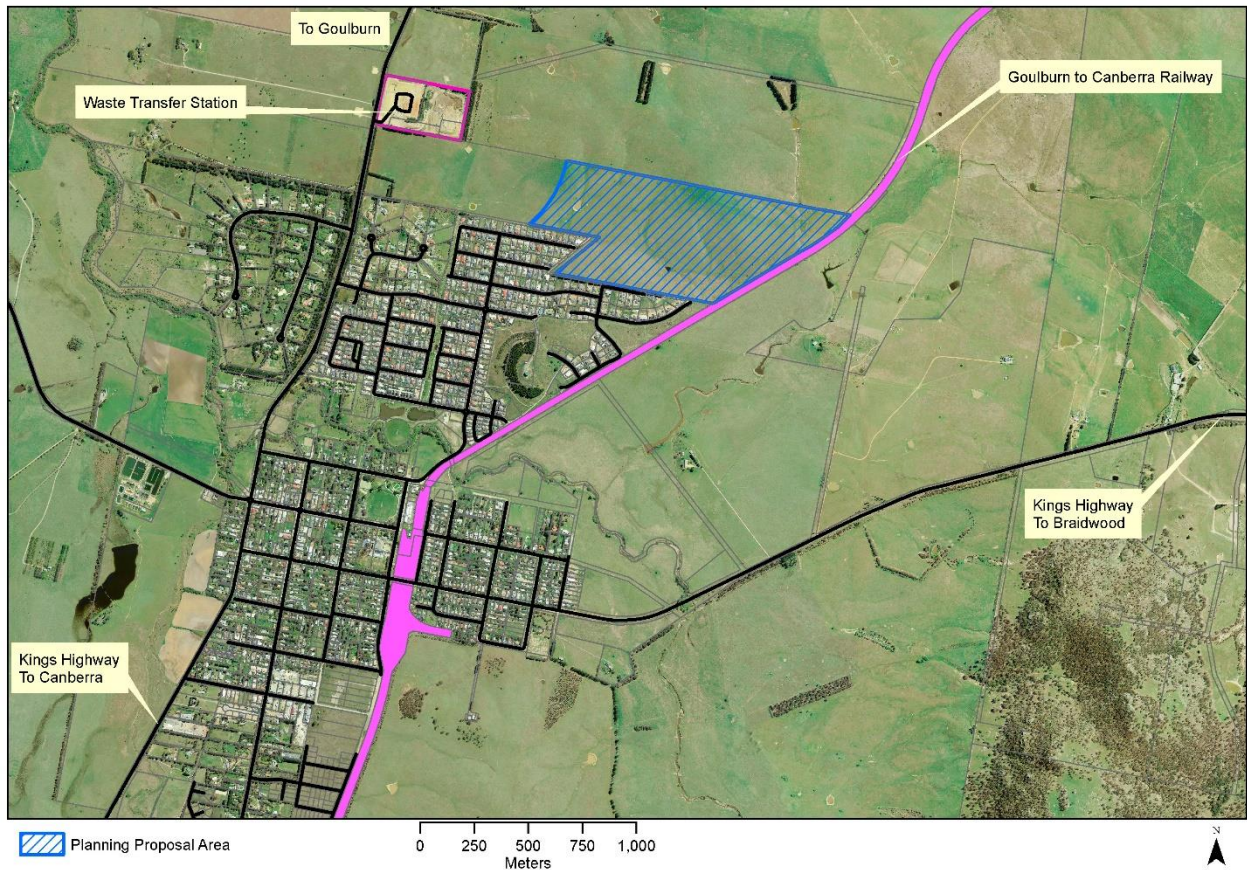 To Goulburn
Waste Transfer Station
Goulburn to Canberra Railway
Kings Highway
To Braidwood
Kings Highway
To Canberra
Planning Proposal Area
0 250 500 750 1,000
Meters
N